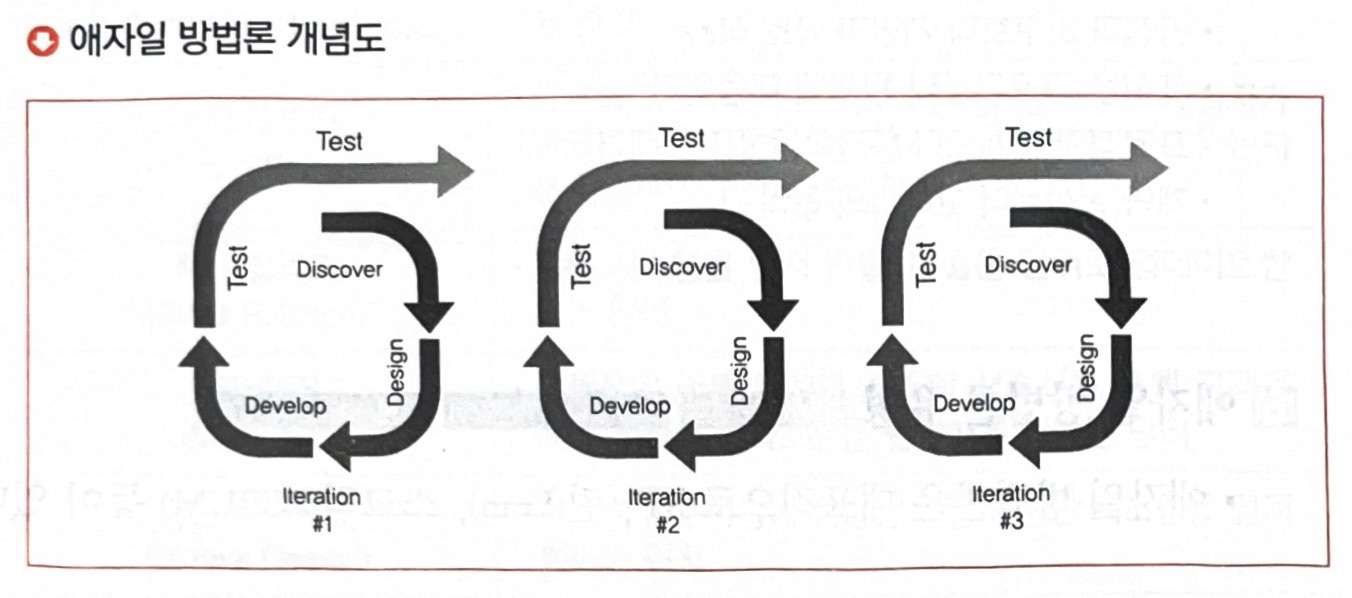 애자일 방법론 개념도
Test
Test
Discover
Design
Develop
Iteration
#1
Test
Test
Discover
Design
Develop
Iteration
#2
Test
Test
Discover
Design
Develop
Iteration
#3